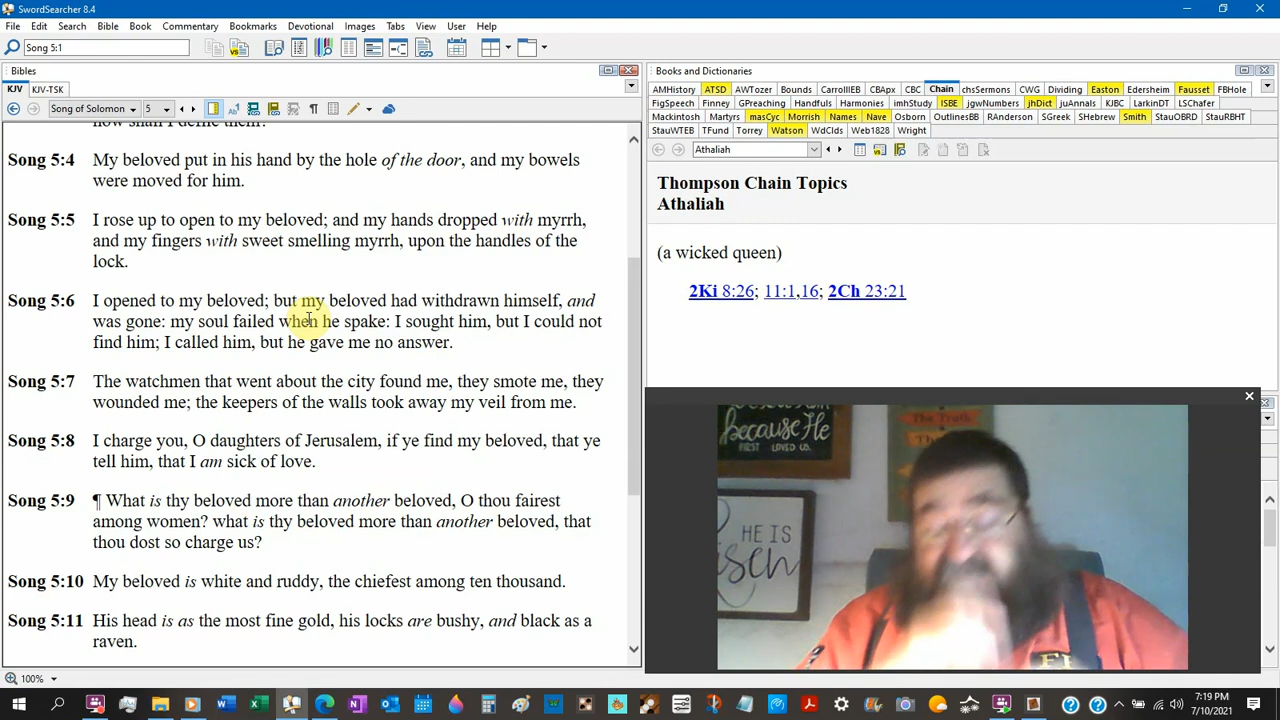 SwordSearcher 8.4
File Edit Search Bible Book Commentary Bookmarks Devotional Images Tabs View User Help
Song 5:1
Bibles
KJV KJV-TSK
Song of Solomon 5
Song 5:4 My beloved put in his hand by the hole of the door, and my bowels
were moved for him.
Song 5:5 I rose up to open to my beloved; and my hands dropped with myrrh,
and my fingers with sweet smelling myrrh, upon the handles of the
lock.
Song 5:6 I opened to my beloved; but my beloved had withdrawn himself, and
was gone: my soul failed when he spake: I sought him, but I could not
find him; I called him, but he gave me no answer.
Song 5:7 The watchmen that went about the city found me, they smote me, they
wounded me; the keepers of the walls took away my veil from me.
Song 5:8 I charge you, O daughters of Jerusalem, if ye find my beloved, that ye
tell him, that I am sick of love.
Song 5:9 ¶ What is thy beloved more than another beloved, O thou fairest
among women? what is thy beloved more than another beloved, that
thou dost so charge us?
Song 5:10 My beloved is white and ruddy, the chiefest among ten thousand.
Song 5:11 His head is as the most fine gold, his locks are bushy, and black as a
raven.
100%
Books and Dictionaries
AMHistory ATSD AWTozer Bounds CarrollIEB CBApx CBC Chain chsSermons CWG Dividing Easton Edersheim Fausset FBHole
FigSpeech Finney GPreaching Handfuls Harmonies imhStudy ISBE jgwNumbers jhDict juAnnals KJBC LarkinDT LSChafer
Mackintosh Martyrs masCyc Morrish Names Nave Osborn OutlinesBB RAnderson SGreek SHebrew Smith StauOBRD StauRBHT
StauWTEB TFund Torrey Watson WdClds Web1828 Wright
Athaliah
Thompson Chain Topics
Athaliah
(a wicked queen)
2Ki 8:26; 11:1,16; 2Ch 23:21
because He
FIRST LOVED US.
The Truth
HE IS
Risen
7:19 PM
7/10/2021